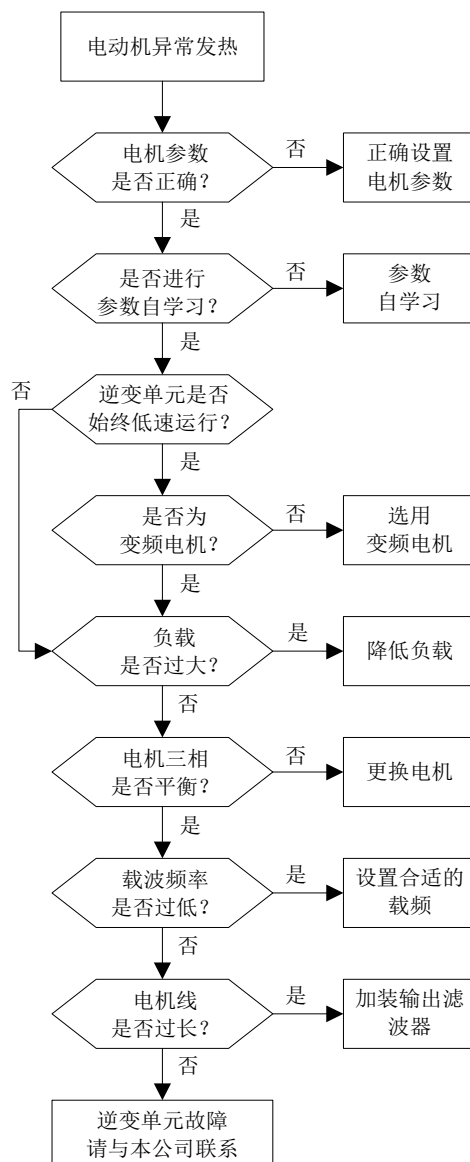 电动机异常发热
电机参数
是否正确？
否
正确设置
电机参数
是
是否进行
参数自学习？
否
参数
自学习
是
否
逆变单元是否
始终低速运行？
是
是否为
变频电机？
否
选用
变频电机
是
负载
是否过大？
是
降低负载
否
电机三相
是否平衡？
否
更换电机
是
载波频率
是否过低？
是
设置合适的
载频
否
电机线
是否过长？
是
加装输出滤
波器
否
逆变单元故障
请与本公司联系